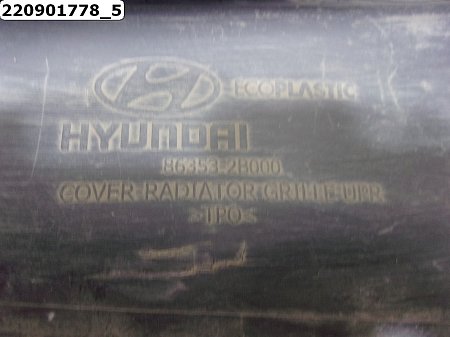 220901778_5
ECOPLASTIC
HYUNDAI
86353-2B000
COVER-RADIATOR GRILLE UPR
>TPO<